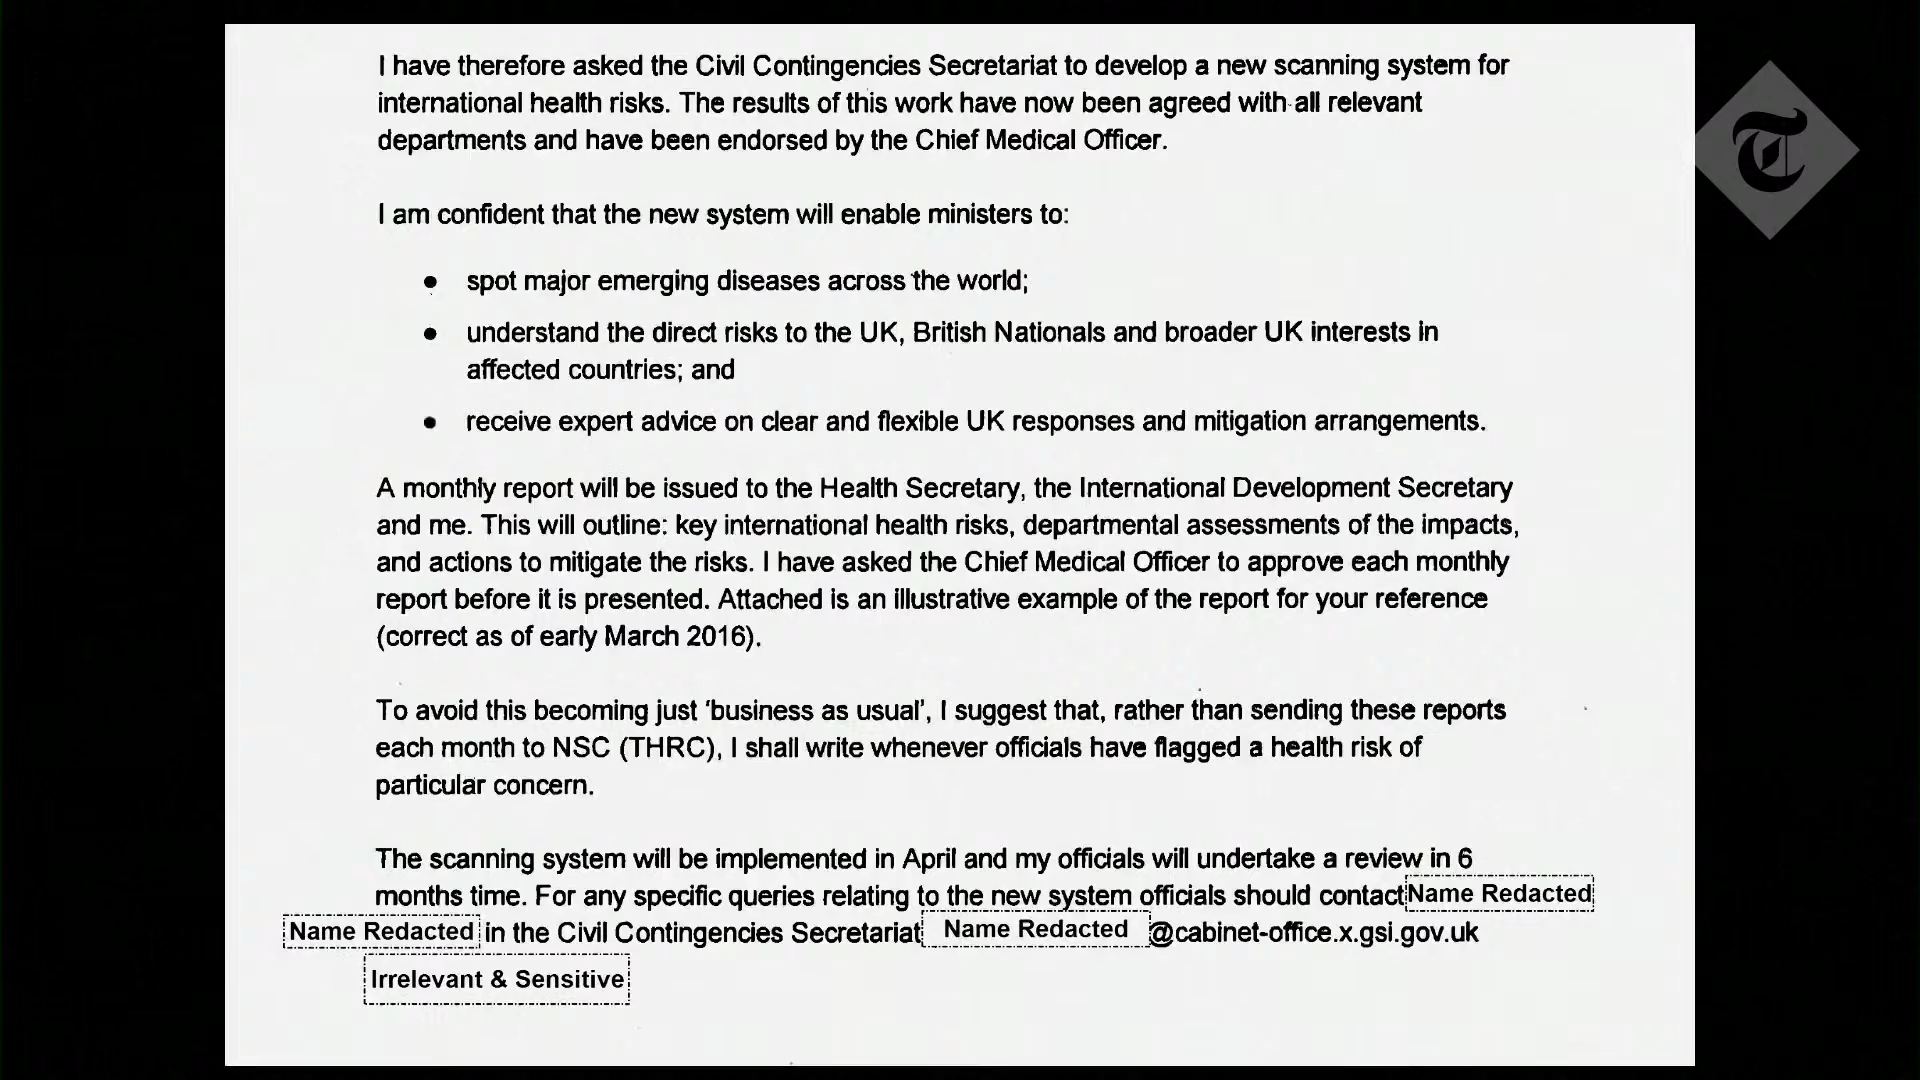 I have therefore asked the Civil Contingencies Secretariat to develop a new scanning system for
international health risks. The results of this work have now been agreed with all relevant
departments and have been endorsed by the Chief Medical Officer.
I am confident that the new system will enable ministers to:
● spot major emerging diseases across the world;
● understand the direct risks to the UK, British Nationals and broader UK interests in
affected countries; and
● receive expert advice on clear and flexible UK responses and mitigation arrangements.
A monthly report will be issued to the Health Secretary, the International Development Secretary
and me. This will outline: key international health risks, departmental assessments of the impacts,
and actions to mitigate the risks. I have asked the Chief Medical Officer to approve each monthly
report before it is presented. Attached is an illustrative example of the report for your reference
(correct as of early March 2016).
To avoid this becoming just ‘business as usual’, I suggest that, rather than sending these reports
each month to NSC (THRC), I shall write whenever officials have flagged a health risk of
particular concern.
The scanning system will be implemented in April and my officials will undertake a review in 6
months time. For any specific queries relating to the new system officials should contact Name Redacted
Name Redacted in the Civil Contingencies Secretariat Name Redacted @cabinet-office.x.gsi.gov.uk
Irrelevant & Sensitive
T